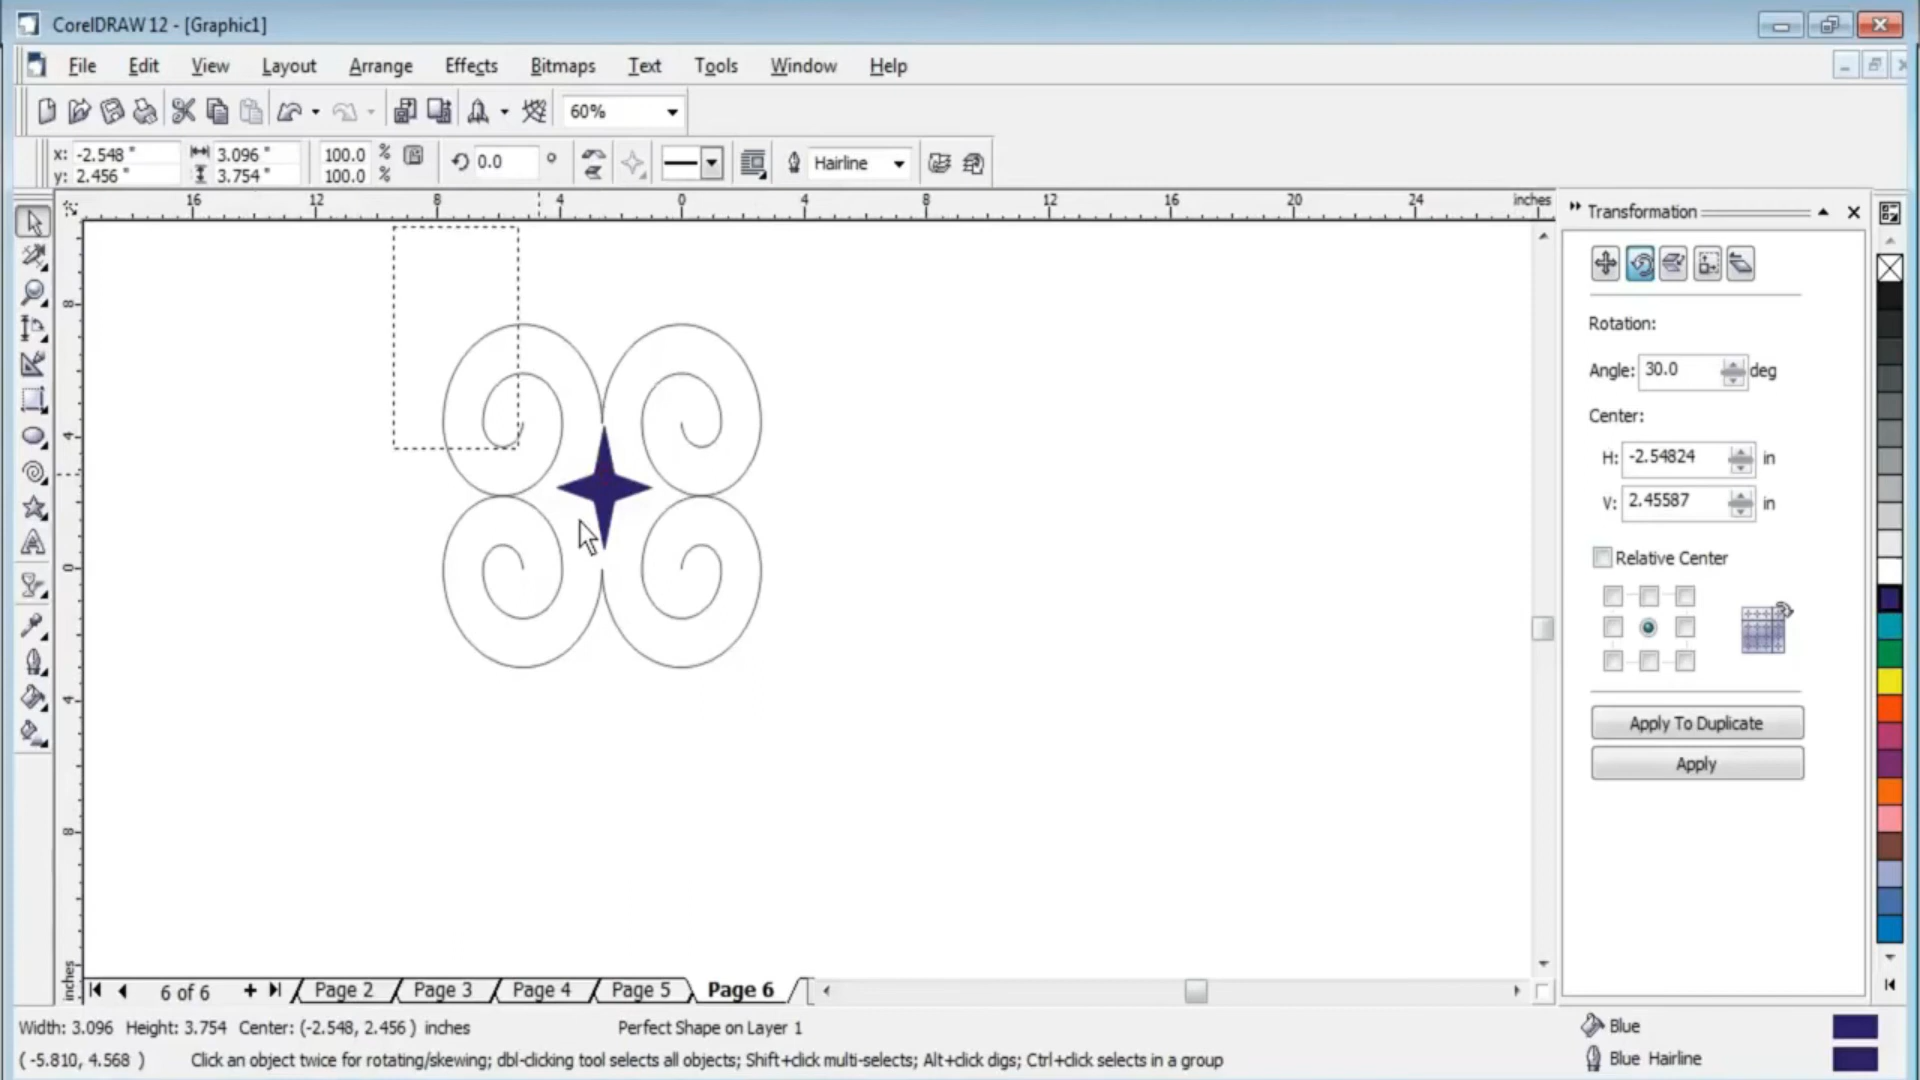 CorelDRAW 12 - [Graphic1]
File Edit View Layout Arrange Effects Bitmaps Text Tools Window Help
60%
x: -2.548 " 3.096 " 100.0 % 0.0 ° Hairline
y: 2.456 " 3.754 " 100.0 %
16 12 8 4 0 4 8 12 16 20 24 inches
8
4
0
4
8
inches
Transformation
Rotation:
Angle: 30.0 deg
Center:
H: -2.54824 in
V: 2.45587 in
Relative Center
Apply To Duplicate
Apply
6 of 6 Page 2 Page 3 Page 4 Page 5 Page 6
Width: 3.096 Height: 3.754 Center: (-2.548, 2.456 ) inches Perfect Shape on Layer 1 Blue
( -5.810, 4.568 ) Click an object twice for rotating/skewing; dbl-clicking tool selects all objects; Shift+click multi-selects; Alt+click digs; Ctrl+click selects in a group Blue Hairline